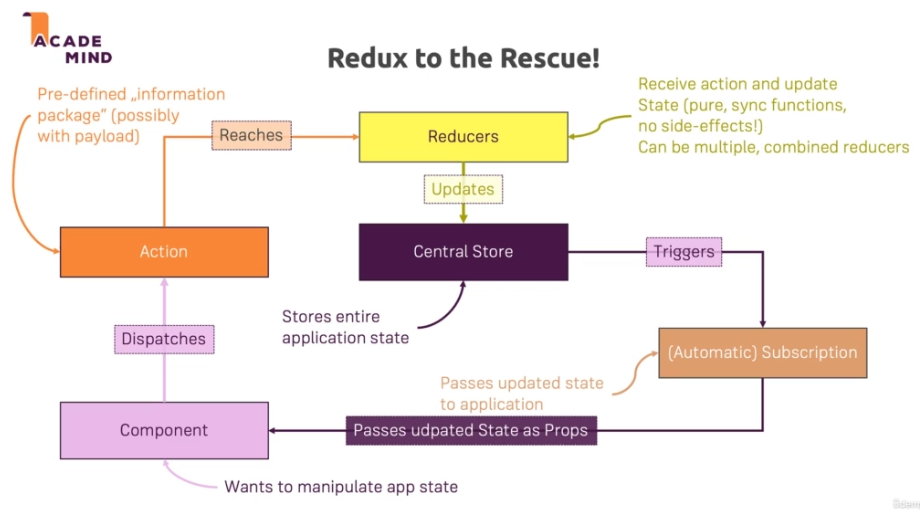 ACADE
MIND
Redux to the Rescue!
Pre-defined „information
package" (possibly
with payload)
Reaches
Reducers
Receive action and update
State (pure, sync functions,
no side-effects!)
Can be multiple, combined reducers
Updates
Action
Central Store
Triggers
Stores entire
application state
Dispatches
(Automatic) Subscription
Passes updated state
to application
Component
Passes udpated State as Props
Wants to manipulate app state